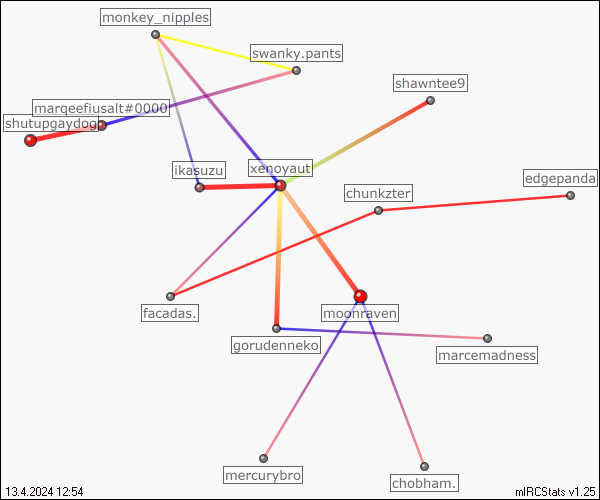 monkey_nipples
swanky.pants
shawntee9
marqeefiusalt#0000
shutupgaydog
ikasuzu
xenoyaut
chunkzter
edgepanda
facadas.
moonraven
gorudenneko
marcemadness
mercurybro
chobham.
13.4.2024 12:54
mIRCStats v1.25